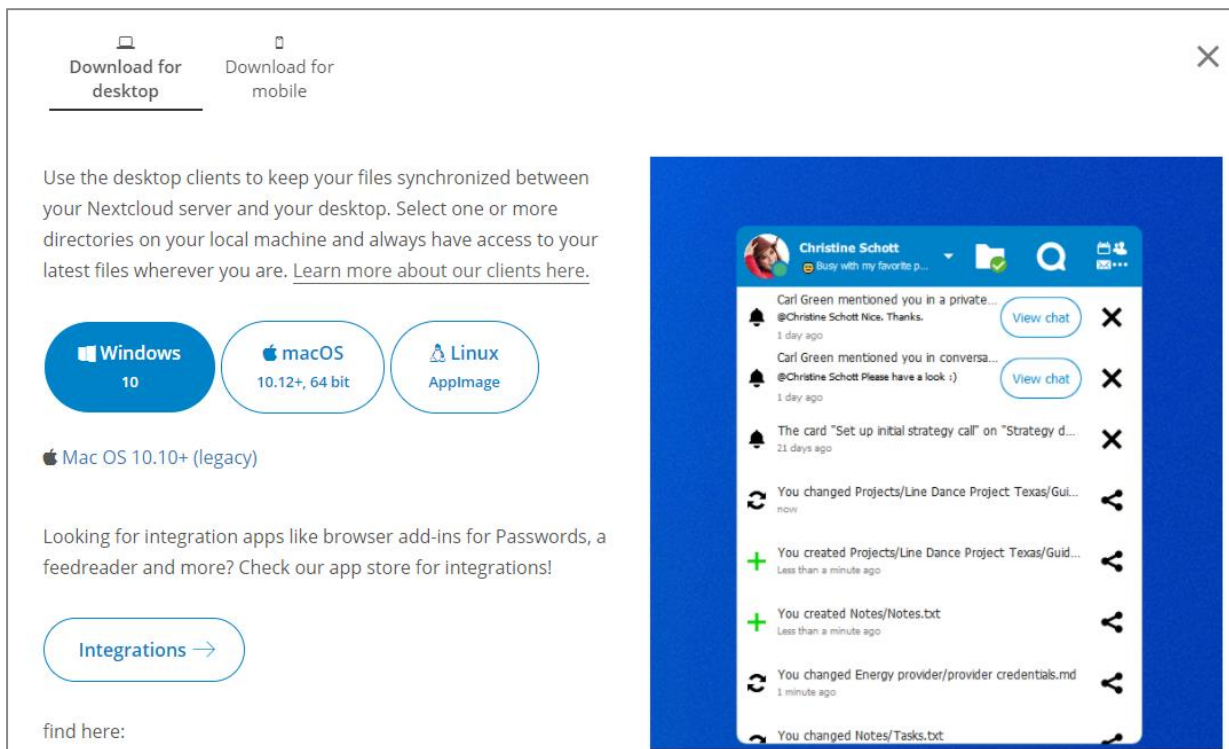 Download for
desktop
Download for
mobile
Use the desktop clients to keep your files synchronized between
your Nextcloud server and your desktop. Select one or more
directories on your local machine and always have access to your
latest files wherever you are. Learn more about our clients here.
Windows
10
macOS
10.12+, 64 bit
Linux
AppImage
Mac OS 10.10+ (legacy)
Looking for integration apps like browser add-ins for Passwords, a
feedreader and more? Check our app store for integrations!
Integrations →
find here:
Christine Schott
Busy with my favorite p...
Carl Green mentioned you in a private...
@Christine Schott Nice. Thanks.
1 day ago
View chat
Carl Green mentioned you in conversa...
@Christine Schott Please have a look :)
1 day ago
View chat
The card "Set up initial strategy call" on "Strategy d...
21 days ago
You changed Projects/Line Dance Project Texas/Gui...
now
You created Projects/Line Dance Project Texas/Guid...
Less than a minute ago
You created Notes/Notes.txt
Less than a minute ago
You changed Energy provider/provider credentials.md
1 minute ago
You changed Notes/Tasks.txt